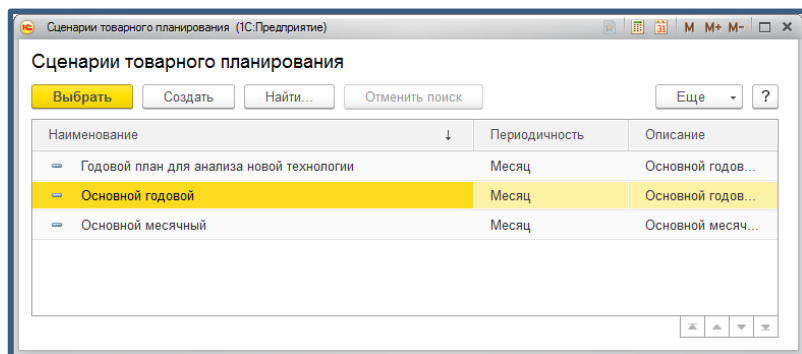 Сценарии товарного планирования (1С:Предприятие) 31 M M+ M-
Сценарии товарного планирования
Выбрать Создать Найти... Отменить поиск Еще ?
Наименование ↓ Периодичность Описание
Годовой план для анализа новой технологии Месяц Основной годов...
Основной годовой Месяц Основной годов...
Основной месячный Месяц Основной месяч...